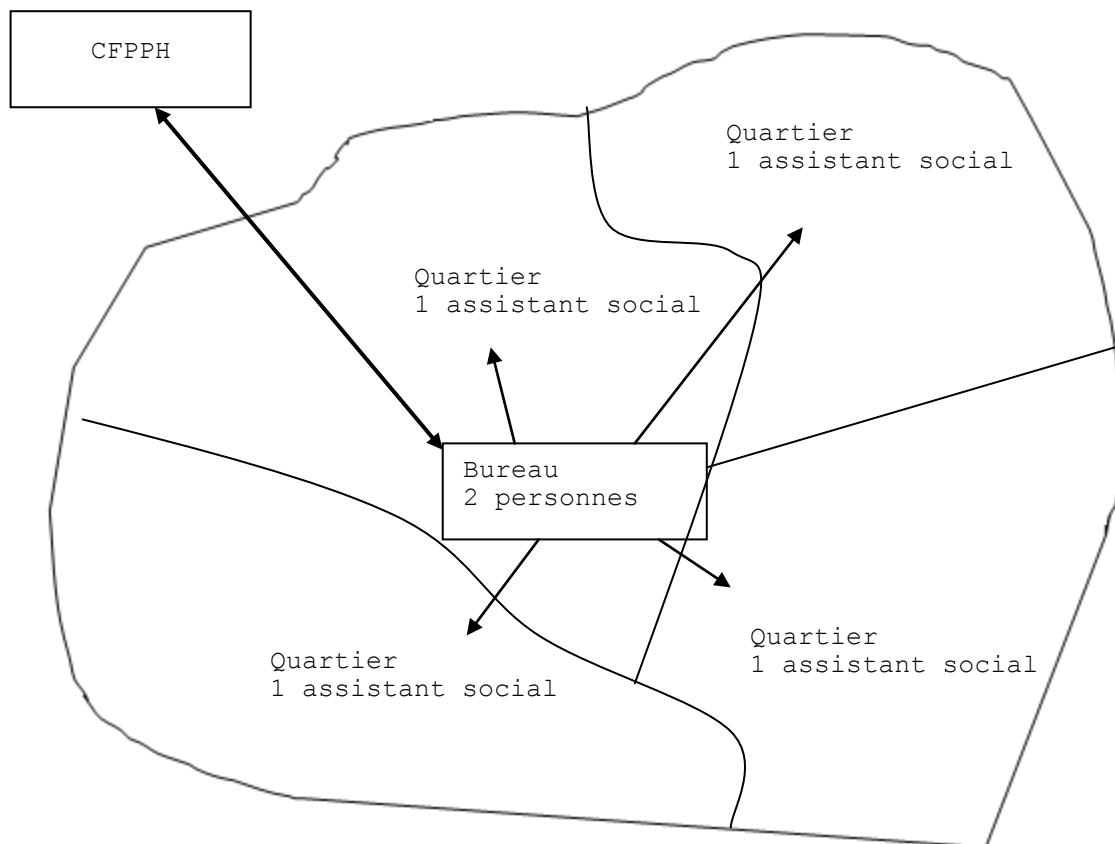 CFPPH
Quartier
1 assistant social
Quartier
1 assistant social
Bureau
2 personnes
Quartier
1 assistant social
Quartier
1 assistant social